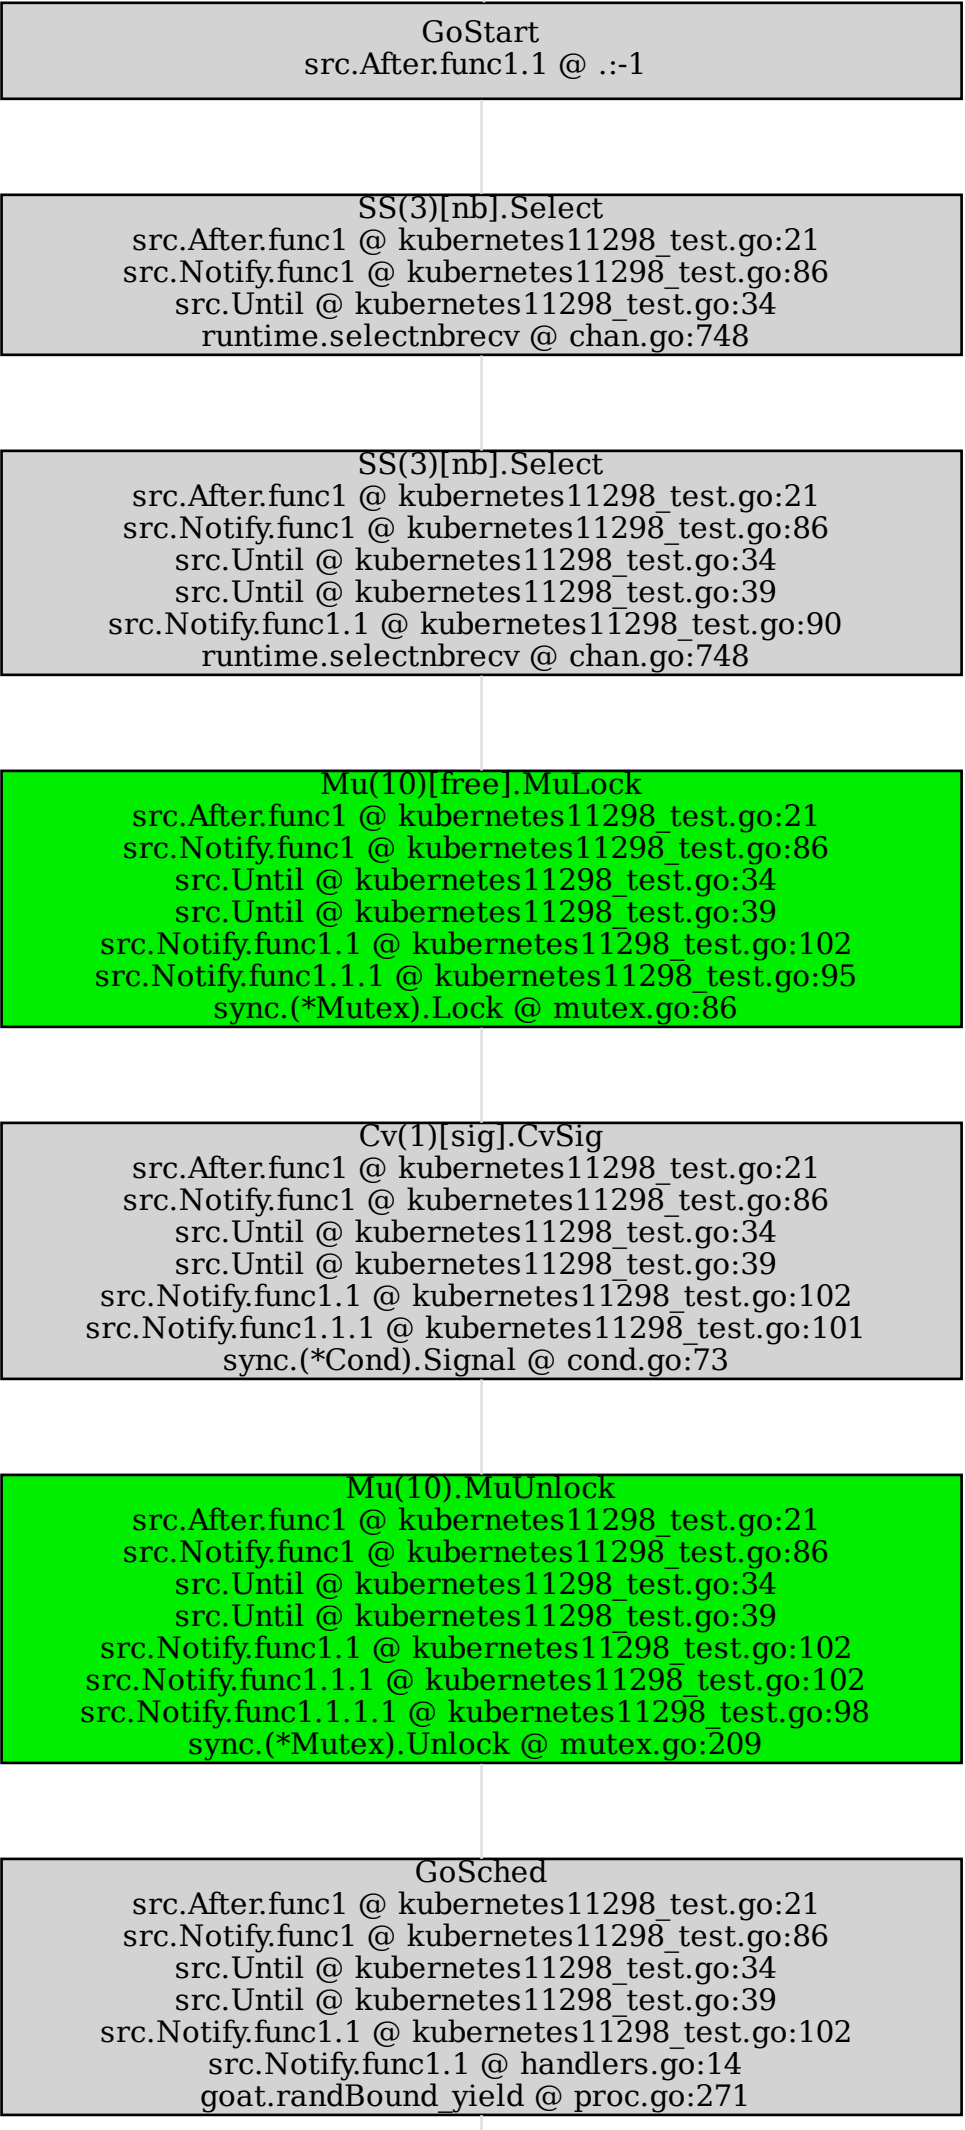 GoStart
src.After.func1.1 @ .:-1
SS(3)[nb].Select
src.After.func1 @ kubernetes11298_test.go:21
src.Notify.func1 @ kubernetes11298_test.go:86
src.Until @ kubernetes11298_test.go:34
runtime.selectnbrecv @ chan.go:748
SS(3)[nb].Select
src.After.func1 @ kubernetes11298_test.go:21
src.Notify.func1 @ kubernetes11298_test.go:86
src.Until @ kubernetes11298_test.go:34
src.Until @ kubernetes11298_test.go:39
src.Notify.func1.1 @ kubernetes11298_test.go:90
runtime.selectnbrecv @ chan.go:748
Mu(10)[free].MuLock
src.After.func1 @ kubernetes11298_test.go:21
src.Notify.func1 @ kubernetes11298_test.go:86
src.Until @ kubernetes11298_test.go:34
src.Until @ kubernetes11298_test.go:39
src.Notify.func1.1 @ kubernetes11298_test.go:102
src.Notify.func1.1.1 @ kubernetes11298_test.go:95
sync.(*Mutex).Lock @ mutex.go:86
Cv(1)[sig].CvSig
src.After.func1 @ kubernetes11298_test.go:21
src.Notify.func1 @ kubernetes11298_test.go:86
src.Until @ kubernetes11298_test.go:34
src.Until @ kubernetes11298_test.go:39
src.Notify.func1.1 @ kubernetes11298_test.go:102
src.Notify.func1.1.1 @ kubernetes11298_test.go:101
sync.(*Cond).Signal @ cond.go:73
Mu(10).MuUnlock
src.After.func1 @ kubernetes11298_test.go:21
src.Notify.func1 @ kubernetes11298_test.go:86
src.Until @ kubernetes11298_test.go:34
src.Until @ kubernetes11298_test.go:39
src.Notify.func1.1 @ kubernetes11298_test.go:102
src.Notify.func1.1.1 @ kubernetes11298_test.go:102
src.Notify.func1.1.1.1 @ kubernetes11298_test.go:98
sync.(*Mutex).Unlock @ mutex.go:209
GoSched
src.After.func1 @ kubernetes11298_test.go:21
src.Notify.func1 @ kubernetes11298_test.go:86
src.Until @ kubernetes11298_test.go:34
src.Until @ kubernetes11298_test.go:39
src.Notify.func1.1 @ kubernetes11298_test.go:102
src.Notify.func1.1 @ handlers.go:14
goat.randBound_yield @ proc.go:271